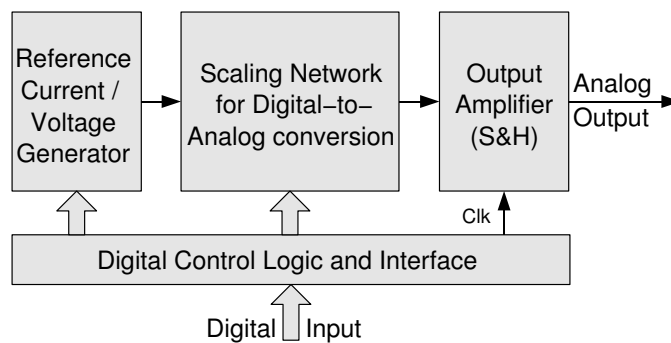 Reference
Current /
Voltage
Generator
Scaling Network
for Digital−to−
Analog conversion
Output
Amplifier
(S&H)
Analog
Output
Clk
Digital Control Logic and Interface
Digital Input